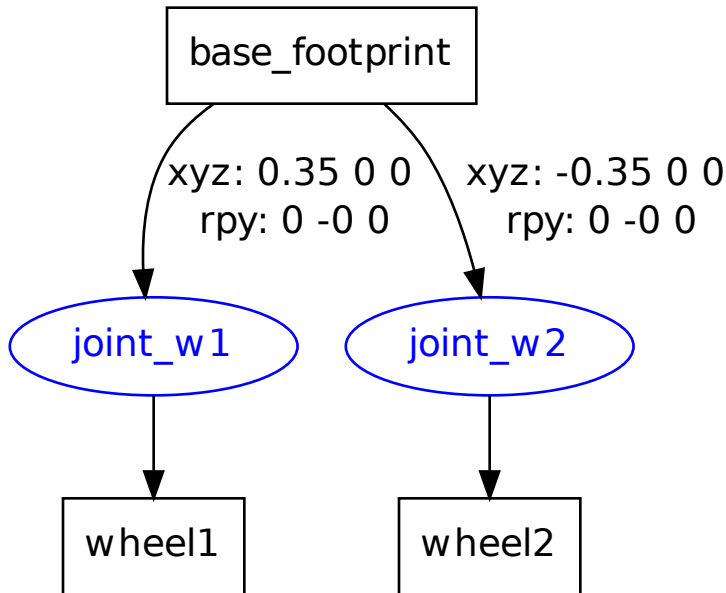 base_footprint
xyz: 0.35 0 0
rpy: 0 -0 0
xyz: -0.35 0 0
rpy: 0 -0 0
joint_w1
joint_w2
wheel1
wheel2